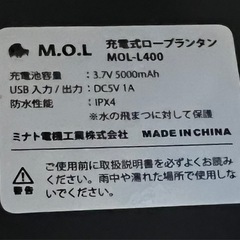 M.O.L 充電式ロープランタン
MOL-L400
充電池容量：3.7V 5000mAh
USB入力 / 出力：DC5V 1A
防水性能：IPX4
※水の飛まつに対して保護
ミナト電機工業株式会社 MADE IN CHINA
ご使用前に取扱説明書を必ずよくお読み
ください。雨中や濡れた場所で使用しな
いでください。
警告